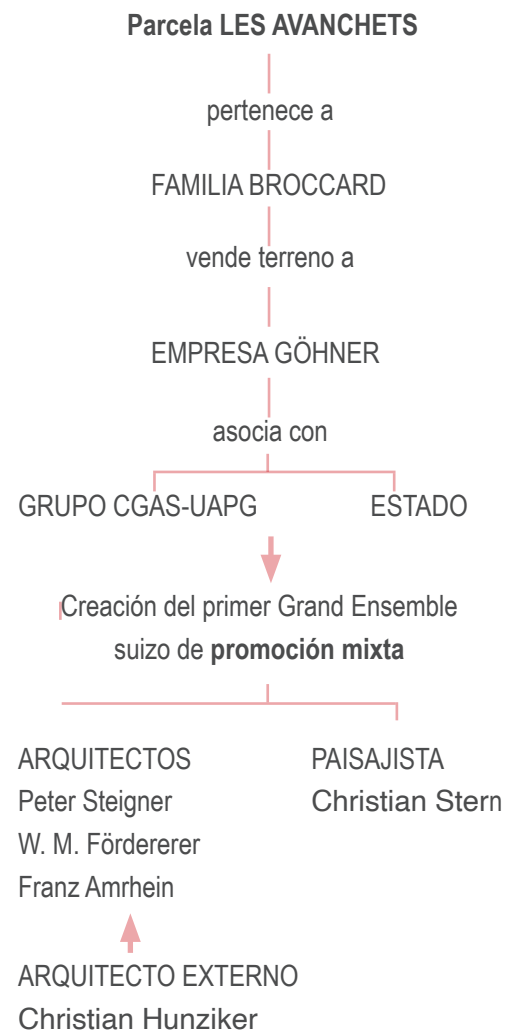 Parcela LES AVANCHETS
pertenece a
FAMILIA BROCCARD
vende terreno a
EMPRESA GÖHNER
asocia con
GRUPO CGAS-UAPG
ESTADO
Creación del primer Grand Ensemble
suizo de promoción mixta
ARQUITECTOS
Peter Steigner
W. M. Födererer
Franz Amrhein
PAISAJISTA
Christian Stern
ARQUITECTO EXTERNO
Christian Hunziker